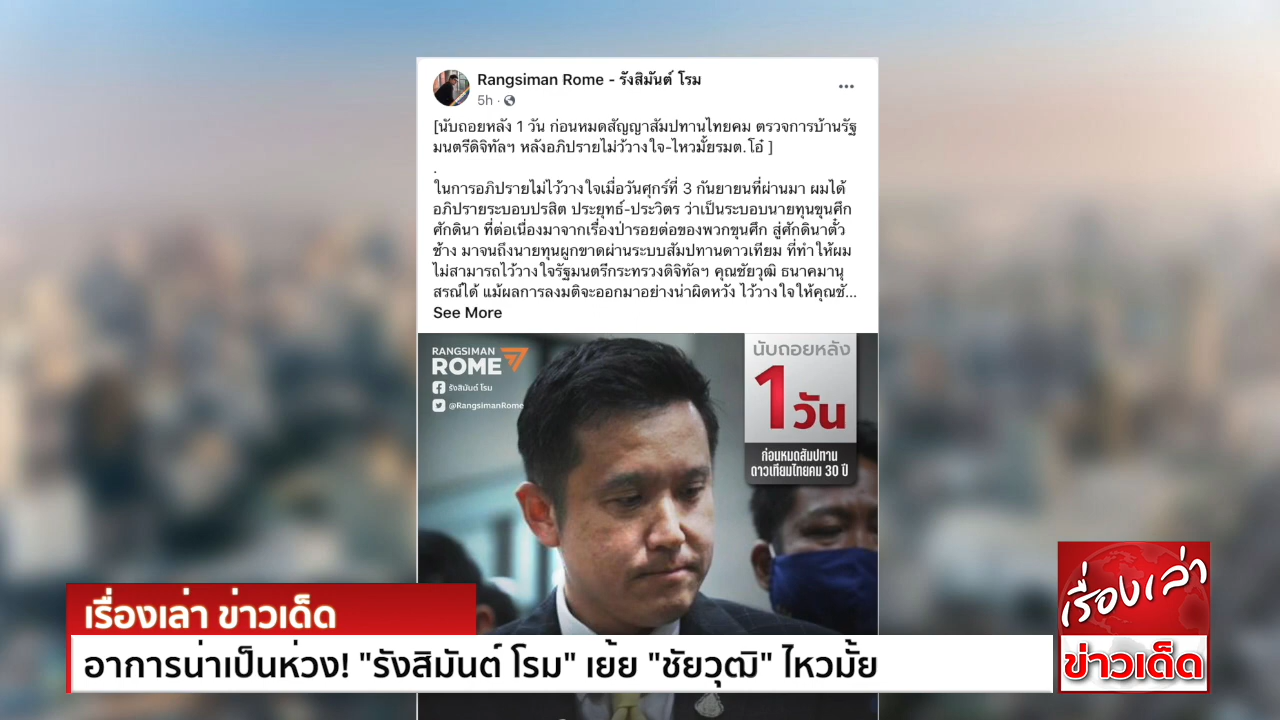 Rangsiman Rome - รังสิมันต์ โรม
5h
[นับถอยหลัง 1 วัน ก่อนหมดสัญญาสัมปทานไทยคม ตรวจการบ้านรัฐ
มนตรีดิจิทัลฯ หลังอภิปรายไม่ว้วางใจ-ไหวมั้ยรมต.โอ๋ ]
.
ในการอภิปรายไม่ไว้วางใจเมื่อวันศุกร์ที่ 3 กันยายนที่ผ่านมา ผมได้
อภิปรายระบอบปรสิต ประยุทธ์-ประวิตร ว่าเป็นระบอบนายทุนขุนศึก
ศักดินา ที่ต่อเนื่องมาจากเรื่องป่ารอยต่อของพวกขุนศึก สู่ศักดินาตั๋ว
ช้าง มาจนถึงนายทุนผูกขาดผ่านระบบสัมปทานดาวเทียม ที่ทำให้ผม
ไม่สามารถไว้วางใจรัฐมนตรีกระทรวงดิจิทัลฯ คุณชัยวุฒิ ธนาคมานุ
สรณ์ได้ แม้ผลการลงมติจะออกมาอย่างน่าผิดหวัง ไว้วางใจให้คุณชั...
See More
RANGSIMAN
ROME
รังสิมันต์ โรม
@RangsimanRome
นับถอยหลัง
1 วัน
ก่อนหมดสัมปทาน
ดาวเทียมไทยคม 30 ปี
เรื่องเล่า ข่าวเด็ด
อาการน่าเป็นห่วง! "รังสิมันต์ โรม" เย้ย "ชัยวุฒิ" ไหวมั้ย
เรื่องเล่า
ข่าวเด็ด